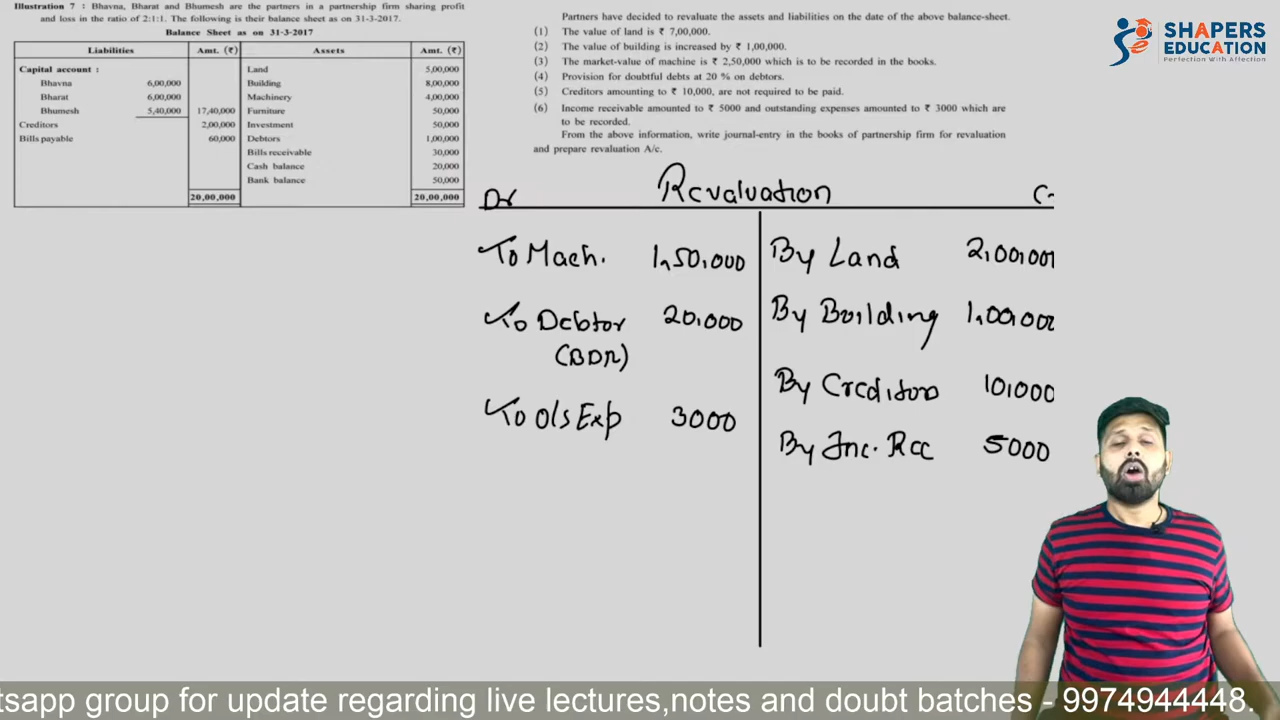 Illustration 7 : Bhavna, Bharat and Bhumesh are the partners in a partnership firm sharing profit
and loss in the ratio of 2:1:1. The following is their balance sheet as on 31-3-2017.
Balance Sheet as on 31-3-2017
Liabilities Amt. (₹) Assets Amt. (₹)
Capital account : Land 5,00,000
Bhavna 6,00,000 Building 8,00,000
Bharat 6,00,000 Machinery 4,00,000
Bhumesh 5,40,000 17,40,000 Furniture 50,000
Creditors 2,00,000 Investment 50,000
Bills payable 60,000 Debtors 1,00,000
Bills receivable 30,000
Cash balance 20,000
Bank balance 50,000
20,00,000 20,00,000
Partners have decided to revaluate the assets and liabilities on the date of the above balance-sheet.
(1) The value of land is ₹ 7,00,000.
(2) The value of building is increased by ₹ 1,00,000.
(3) The market-value of machine is ₹ 2,50,000 which is to be recorded in the books.
(4) Provision for doubtful debts at 20 % on debtors.
(5) Creditors amounting to ₹ 10,000, are not required to be paid.
(6) Income receivable amounted to ₹ 5000 and outstanding expenses amounted to ₹ 3000 which are
to be recorded.
From the above information, write journal-entry in the books of partnership firm for revaluation
and prepare revaluation A/c.
SHAPERS
EDUCATION
Perfection With Affection
Dr Revaluation
To Mach. 1,50,000 By Land 2,00,000
To Debtor 20,000 By Building 1,00,000
(BDR)
By Creditors 10,000
To O/s Exp 3000
By Inc. Rec 5000
tsapp group for update regarding live lectures,notes and doubt batches - 9974944448.